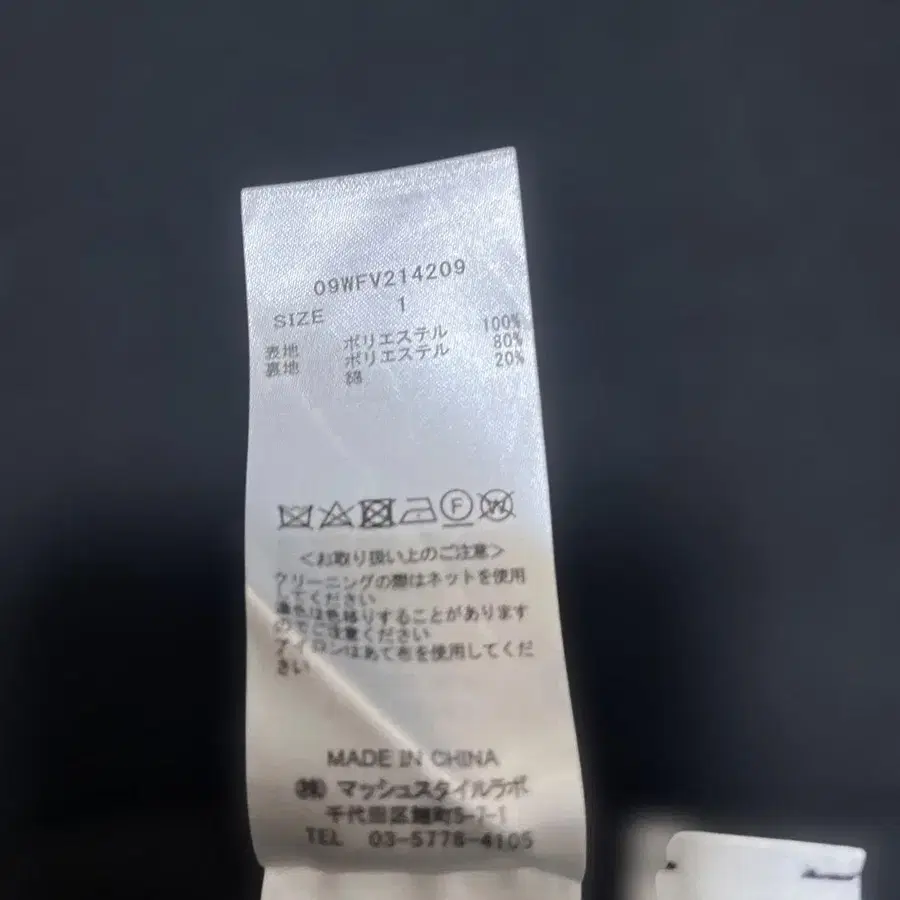 09WFV214209
SIZE 1
表地 ポリエステル 100%
裏地 ポリエステル 80%
綿 20%
F W
<お取り扱い上のご注意>
クリーニングの際はネットを使用
してください
濃色は色移りすることがあります
のでご注意ください
アイロンはあて布を使用してくだ
さい
MADE IN CHINA
㈱ マッシュスタイルラボ
千代田区麹町5-7-1
TEL 03-5778-4105